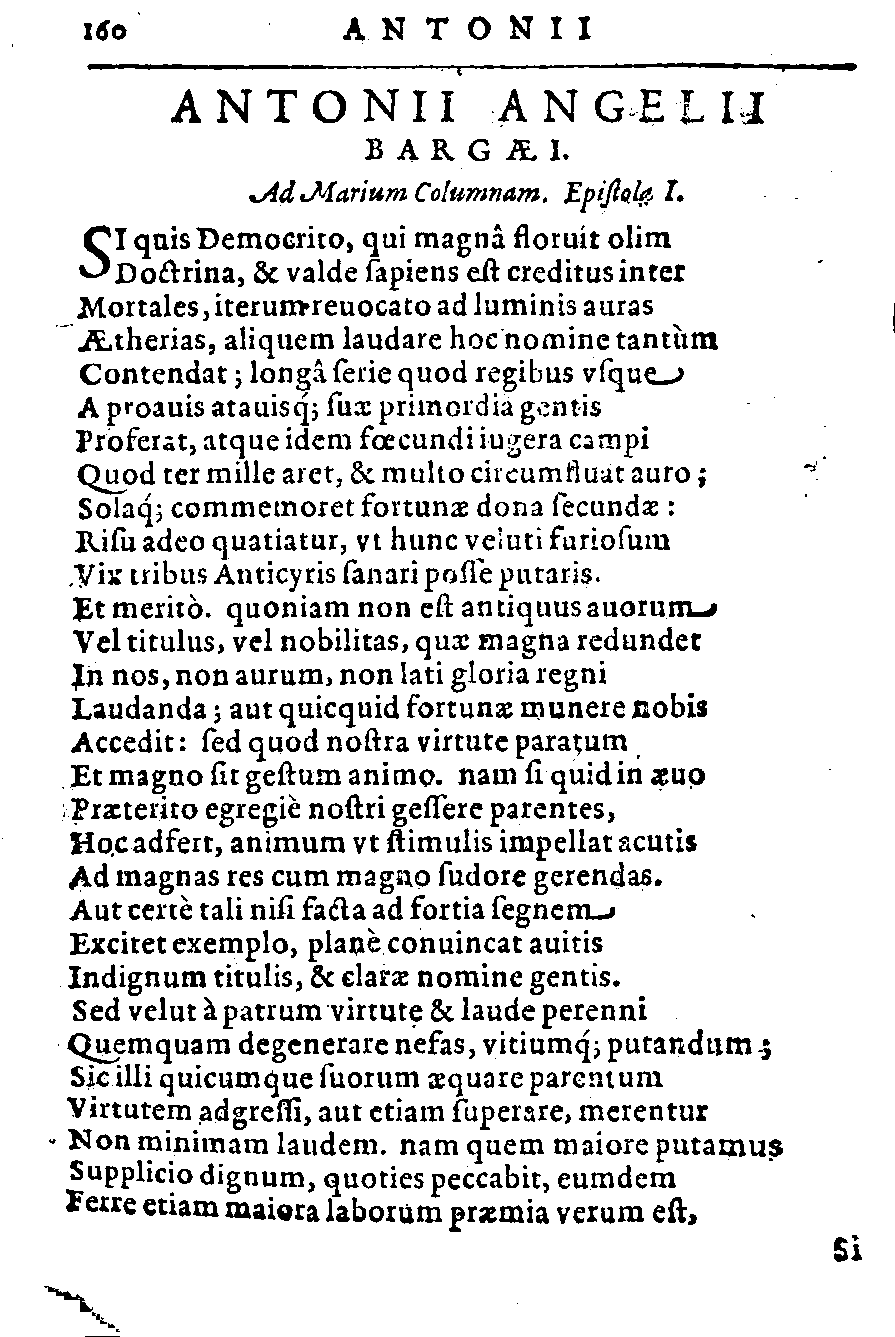 160 ANTONII
ANTONII ANGELII
BARGÆI.
Ad Marium Columnam. Epiſtola I.
SI quis Democrito, qui magnâ floruit olim
Doctrina, & valde ſapiens eſt creditus inter
Mortales, iterum reuocato ad luminis auras
Ætherias, aliquem laudare hoc nomine tantùm
Contendat; longâ ſerie quod regibus vſque
A proauis atauisq́; ſuæ primordia gentis
Proferat, atque idem fœcundi iugera campi
Quod ter mille aret, & multo circumfluat auro;
Solaq́; commemoret fortunæ dona ſecundæ:
Riſu adeo quatiatur, vt hunc veluti furioſum
Vix tribus Anticyris ſanari poſſe putaris.
Et meritò. quoniam non eſt antiquus auorum
Vel titulus, vel nobilitas, quæ magna redundet
In nos, non aurum, non lati gloria regni
Laudanda; aut quicquid fortunæ munere nobis
Accedit: ſed quod noſtra virtute paratum
Et magno ſit geſtum animo. nam ſi quid in æuo
Præterito egregiè noſtri geſſere parentes,
Hoc adfert, animum vt ſtimulis impellat acutis
Ad magnas res cum magno ſudore gerendas.
Aut certè tali niſi facta ad fortia ſegnem
Excitet exemplo, planè conuincat auitis
Indignum titulis, & claræ nomine gentis.
Sed velut à patrum virtute & laude perenni
Quemquam degenerare nefas, vitiumq́; putandum;
Sic illi quicumque ſuorum æquare parentum
Virtutem adgreſſi, aut etiam ſuperare, merentur
Non minimam laudem. nam quem maiore putamus
Supplicio dignum, quoties peccabit, eumdem
Ferre etiam maiora laborum præmia verum eſt,
Si